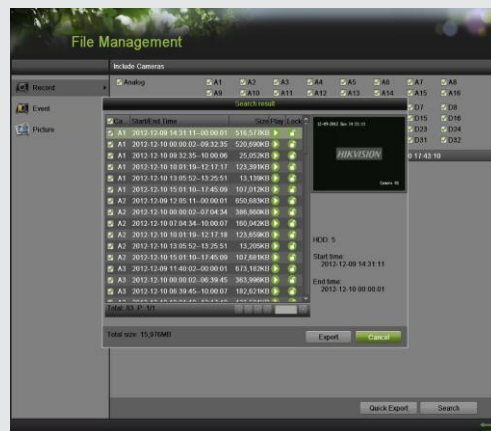 File Management
Include Cameras
Record
Event
Picture
Analog A1 A2 A3 A4 A5 A6 A7 A8
A9 A10 A11 A12 A13 A14 A15 A16
D7 D8
D15 D16
D23 D24
D31 D32
Search result
Ca... Start/End Time Size Play Lock
A1 2012-12-09 14:31:11--00:00:01 516,577KB
A1 2012-12-10 00:00:02--09:32:35 520,690KB
A1 2012-12-10 09:32:35--10:00:06 25,052KB
A1 2012-12-10 10:01:19--12:17:17 123,391KB
A1 2012-12-10 13:05:52--13:25:51 13,139KB
A1 2012-12-10 15:01:10--17:45:09 107,012KB
A2 2012-12-09 12:05:11--00:00:01 650,683KB
A2 2012-12-10 00:00:02--07:04:34 386,860KB
A2 2012-12-10 07:04:34--10:00:07 160,042KB
A2 2012-12-10 10:01:19--12:17:18 123,659KB
A2 2012-12-10 13:05:52--13:25:51 13,205KB
A2 2012-12-10 15:01:10--17:45:09 107,681KB
A3 2012-12-09 11:40:02--00:00:01 673,182KB
A3 2012-12-10 00:00:02--06:39:45 363,996KB
A3 2012-12-10 06:39:45--10:00:07 182,621KB
Total: 83 P: 1/1
HIKVISION
HDD: 5
Start time:
2012-12-09 14:31:11
End time:
2012-12-10 00:00:01
Total size: 15,976MB
Export
Cancel
17:43:10
Quick Export
Search